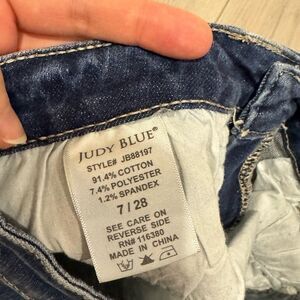 JUDY BLUE®
STYLE# JB88197
91.4% COTTON
7.4% POLYESTER
1.2% SPANDEX
7 / 28
SEE CARE ON
REVERSE SIDE
RN# 116380
MADE IN CHINA